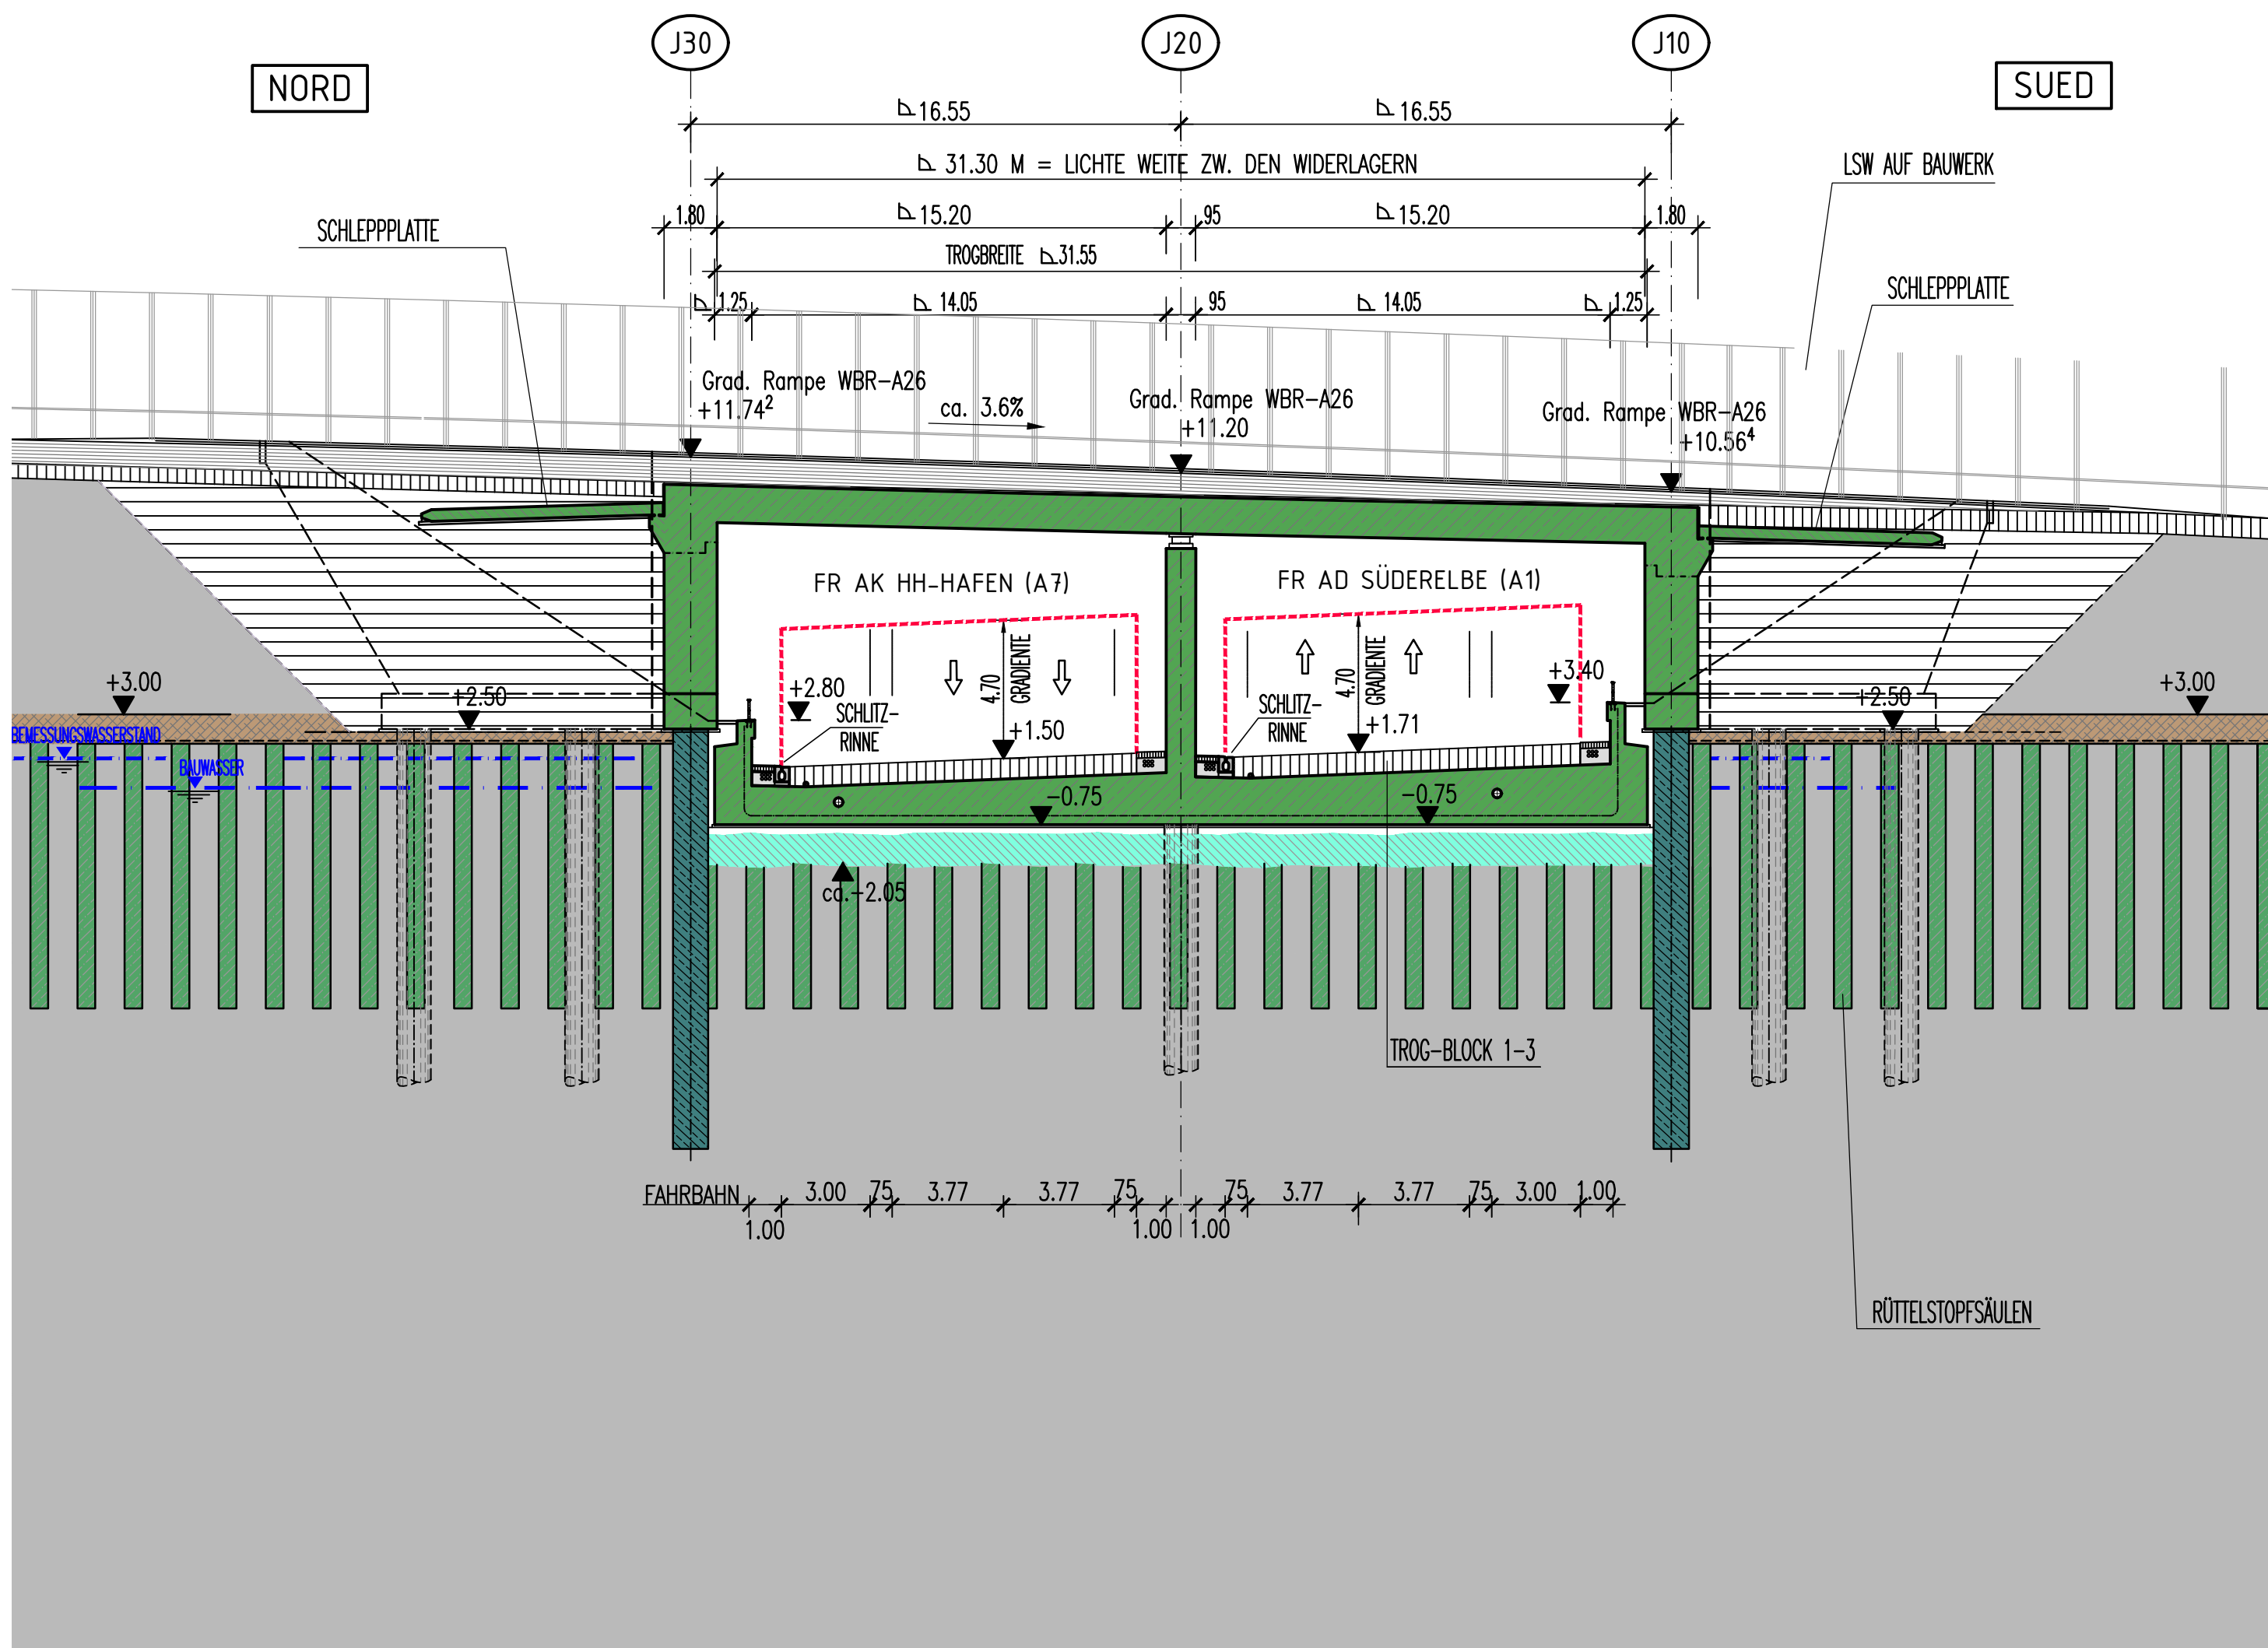 J30
J20
J10
NORD
SUED
16.55
16.55
31.30 M = LICHTE WEITE ZW. DEN WIDERLAGERN
LSW AUF BAUWERK
1.80
15.20
95
15.20
1.80
SCHLEPPPLATTE
TROGBREITE 31.55
SCHLEPPPLATTE
1.25
14.05
95
14.05
1.25
Grad. Rampe WBR-A26
+11.74²
ca. 3.6%
Grad. Rampe WBR-A26
+11.20
Grad. Rampe WBR-A26
+10.56⁴
FR AK HH-HAFEN (A7)
FR AD SÜDERELBE (A1)
+3.00
+2.50
+2.80
SCHLITZ-
RINNE
4.70
GRADIENTE
+1.50
SCHLITZ-
RINNE
4.70
GRADIENTE
+1.71
+3.40
+2.50
+3.00
BEMESSUNGSWASSERSTAND
BAUWASSER
-0.75
-0.75
ca.-2.05
TROG-BLOCK 1-3
FAHRBAHN
1.00
3.00
75
3.77
3.77
75
1.00
1.00
75
3.77
3.77
75
3.00
1.00
RÜTTELSTOPFSÄULEN